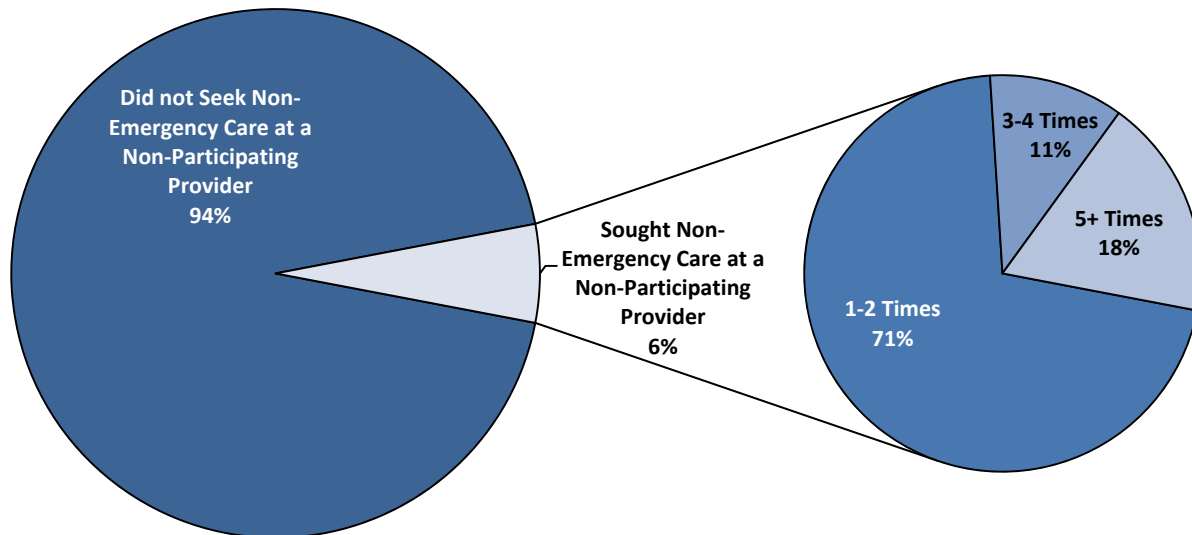 Did not Seek Non-
Emergency Care at a
Non-Participating
Provider
94%
Sought Non-
Emergency Care at a
Non-Participating
Provider
6%
1-2 Times
71%
3-4 Times
11%
5+ Times
18%